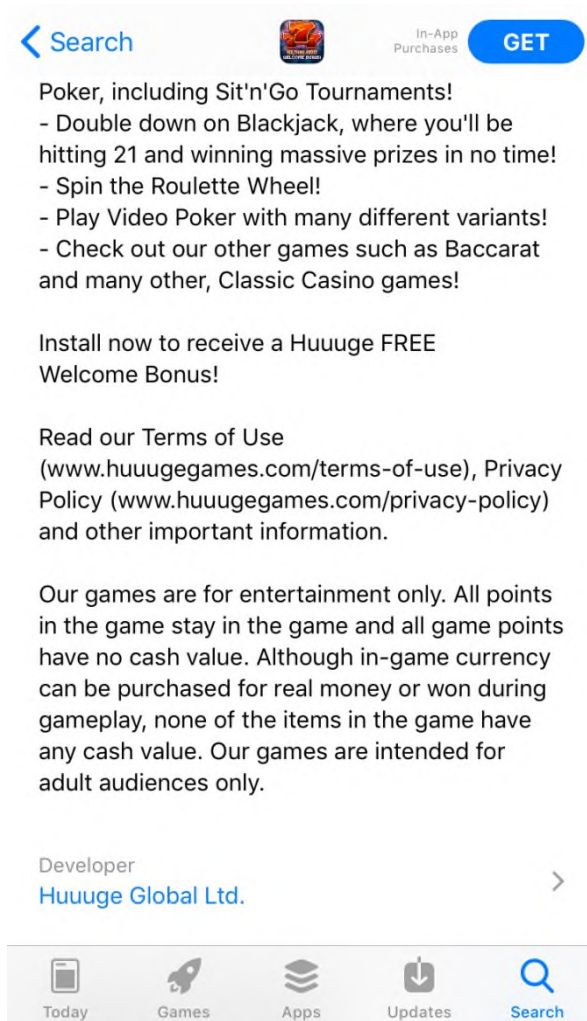 Search
In-App
Purchases
GET
Poker, including Sit'n'Go Tournaments!
- Double down on Blackjack, where you'll be
hitting 21 and winning massive prizes in no time!
- Spin the Roulette Wheel!
- Play Video Poker with many different variants!
- Check out our other games such as Baccarat
and many other, Classic Casino games!
Install now to receive a Huuuge FREE
Welcome Bonus!
Read our Terms of Use
(www.huuugegames.com/terms-of-use), Privacy
Policy (www.huuugegames.com/privacy-policy)
and other important information.
Our games are for entertainment only. All points
in the game stay in the game and all game points
have no cash value. Although in-game currency
can be purchased for real money or won during
gameplay, none of the items in the game have
any cash value. Our games are intended for
adult audiences only.
Developer
Huuuge Global Ltd.
Today Games Apps Updates Search